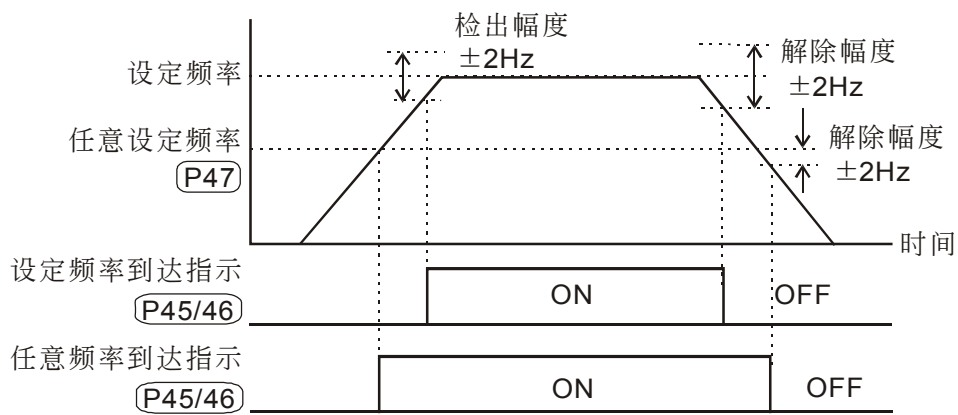 检出幅度
±2Hz
解除幅度
±2Hz
设定频率
任意设定频率
P47
解除幅度
±2Hz
时间
设定频率到达指示
P45/46
ON
OFF
任意频率到达指示
P45/46
ON
OFF